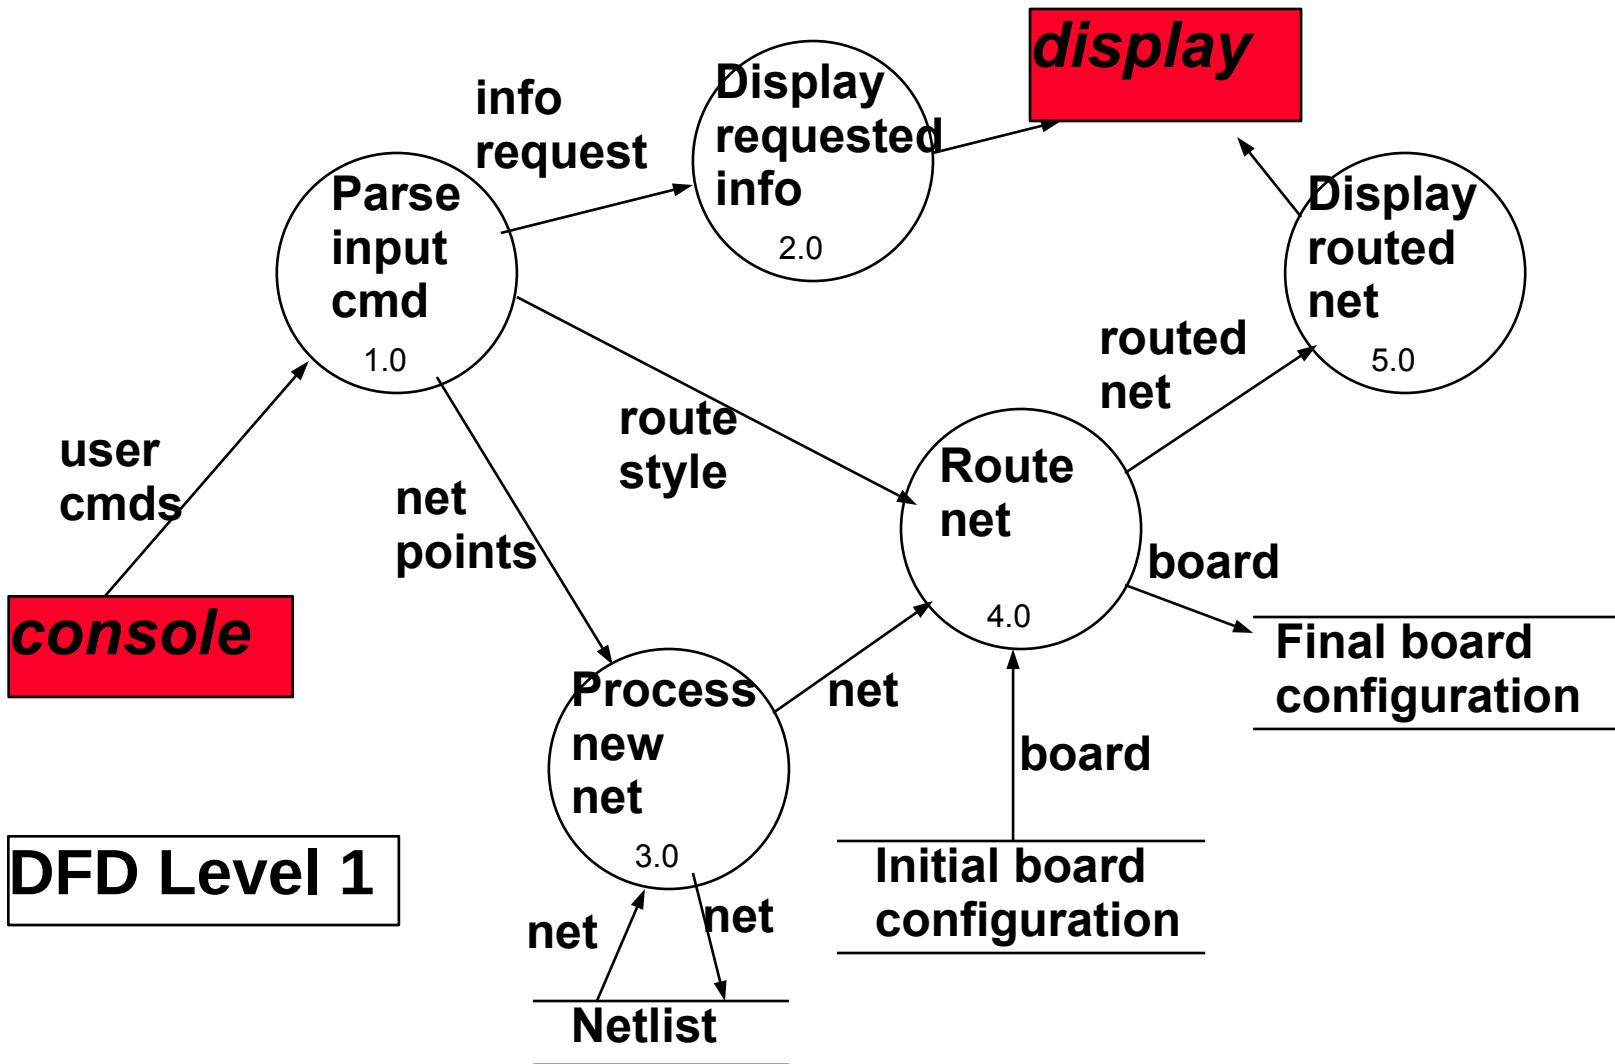 display
info
request
Display
requested
info
2.0
Parse
input
cmd
1.0
Display
routed
net
5.0
routed
net
user
cmds
route
style
net
points
Route
net
4.0
board
console
Final board
configuration
Process
new
net
3.0
net
board
DFD Level 1
Initial board
configuration
net
net
Netlist